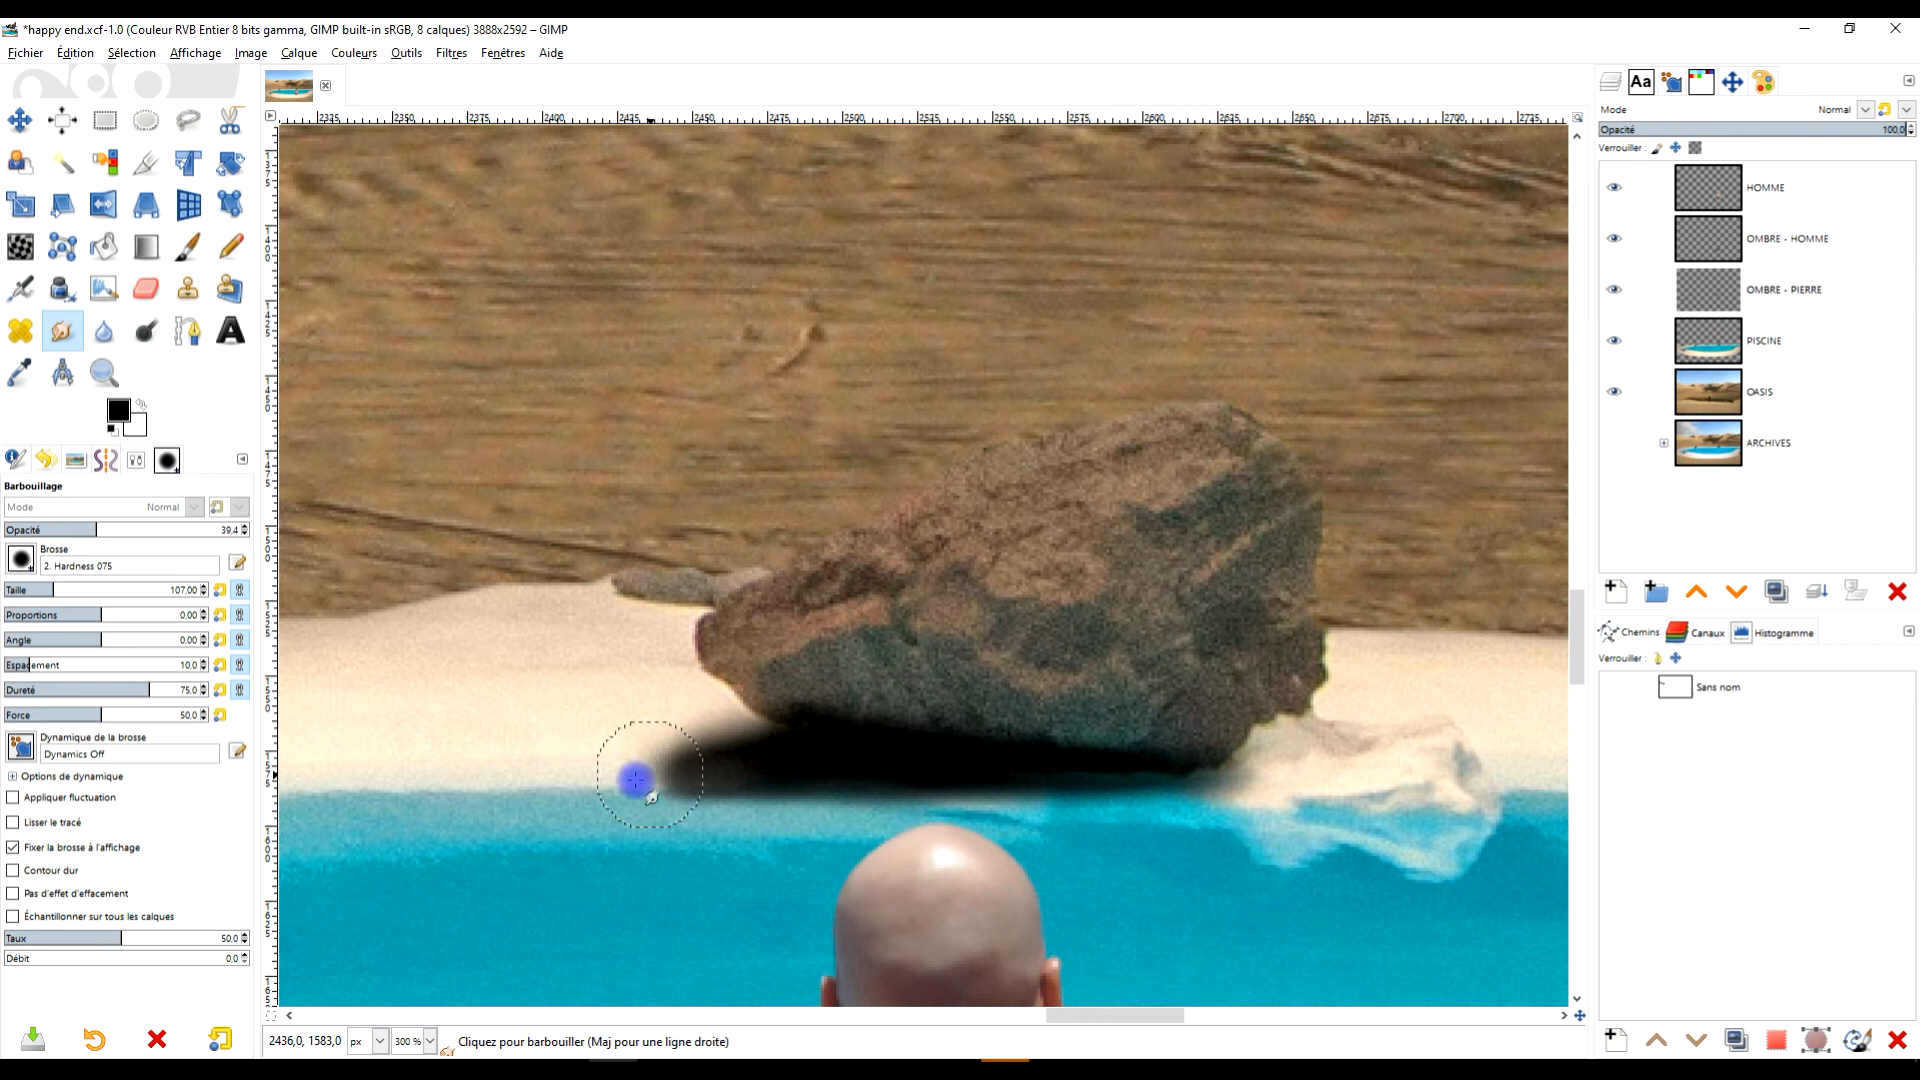 *happy end.xcf-1.0 (Couleur RVB Entier 8 bits gamma, GIMP built-in sRGB, 8 calques) 3888x2592 – GIMP
Fichier Édition Sélection Affichage Image Calque Couleurs Outils Filtres Fenêtres Aide
Mode Normal
Opacité 100,0
Verrouiller :
HOMME
OMBRE - HOMME
OMBRE - PIERRE
PISCINE
OASIS
ARCHIVES
Barbouillage
Mode Normal
Opacité 39,4
Brosse
2. Hardness 075
Taille 107,00
Proportions 0,00
Angle 0,00
Espacement 10,0
Dureté 75,0
Force 50,0
Dynamique de la brosse
Dynamics Off
Options de dynamique
Appliquer fluctuation
Lisser le tracé
Fixer la brosse à l'affichage
Contour dur
Pas d'effet d'effacement
Échantillonner sur tous les calques
Taux 50,0
Débit 0,0
Chemins Canaux Histogramme
Verrouiller :
Sans nom
2436,0, 1583,0 px 300 % Cliquez pour barbouiller (Maj pour une ligne droite)